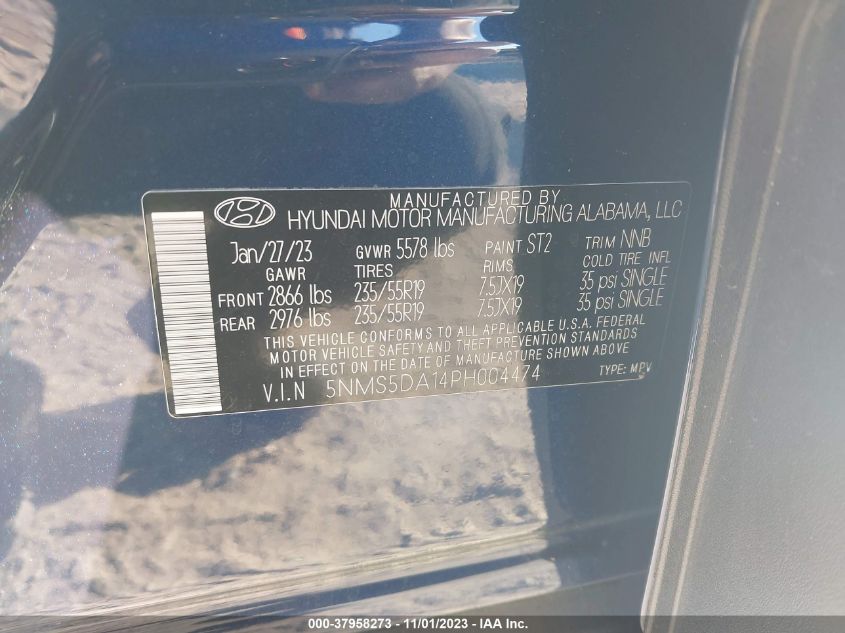 MANUFACTURED BY
HYUNDAI MOTOR MANUFACTURING ALABAMA, LLC
Jan/27/23 GVWR 5578 lbs PAINT ST2 TRIM NNB
GAWR TIRES RIMS COLD TIRE INFL
FRONT 2866 lbs 235/55R19 7.5JX19 35 psi SINGLE
REAR 2976 lbs 235/55R19 7.5JX19 35 psi SINGLE
THIS VEHICLE CONFORMS TO ALL APPLICABLE U.S.A. FEDERAL
MOTOR VEHICLE SAFETY AND THEFT PREVENTION STANDARDS
IN EFFECT ON THE DATE OF MANUFACTURE SHOWN ABOVE
V.I.N 5NMS5DA14PH004474 TYPE: MPV
000-37958273 - 11/01/2023 - IAA Inc.